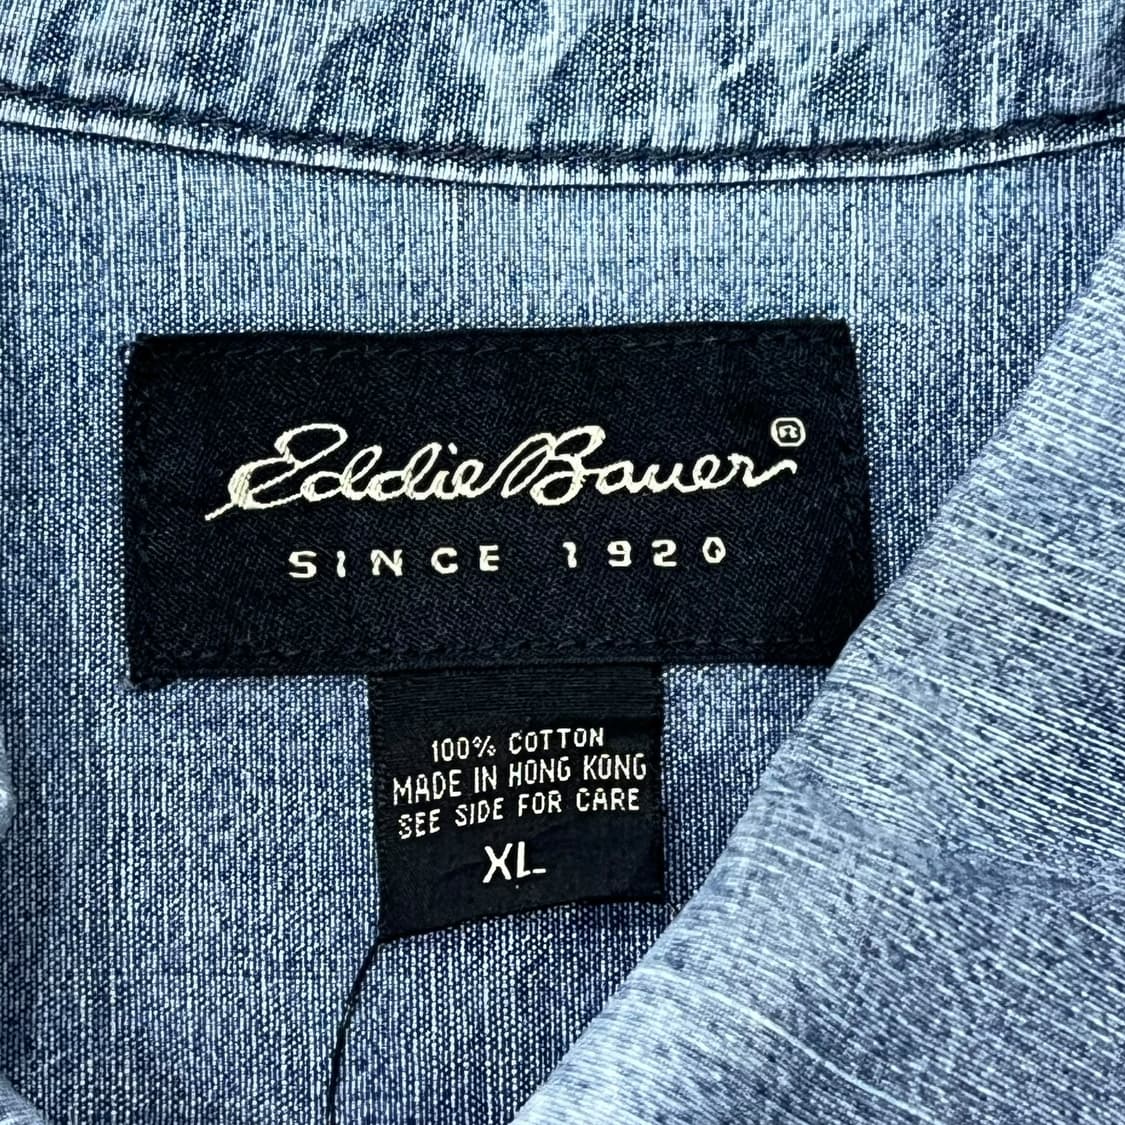 Eddie Bauer®
SINCE 1920
100% COTTON
MADE IN HONG KONG
SEE SIDE FOR CARE
XL